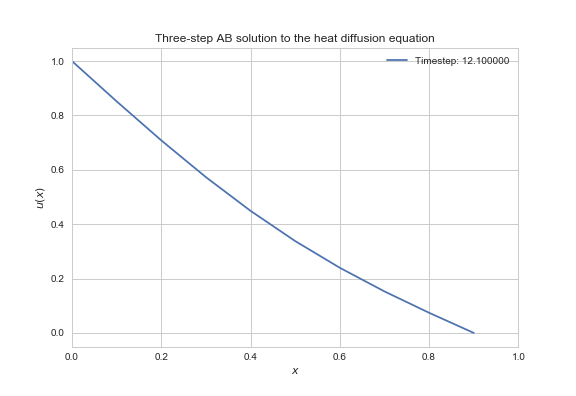 Three-step AB solution to the heat diffusion equation
Timestep: 12.100000
1.0
0.8
0.6
0.4
0.2
0.0
u(x)
0.0 0.2 0.4 0.6 0.8 1.0
x